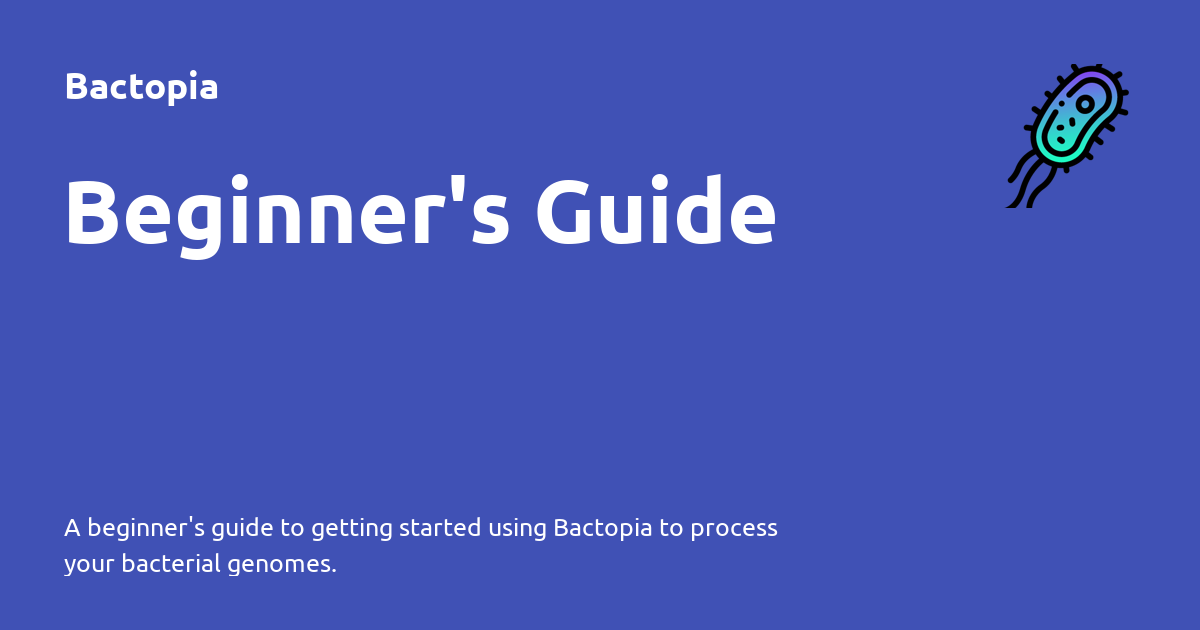 Bactopia
Beginner's Guide
A beginner's guide to getting started using Bactopia to process
your bacterial genomes.